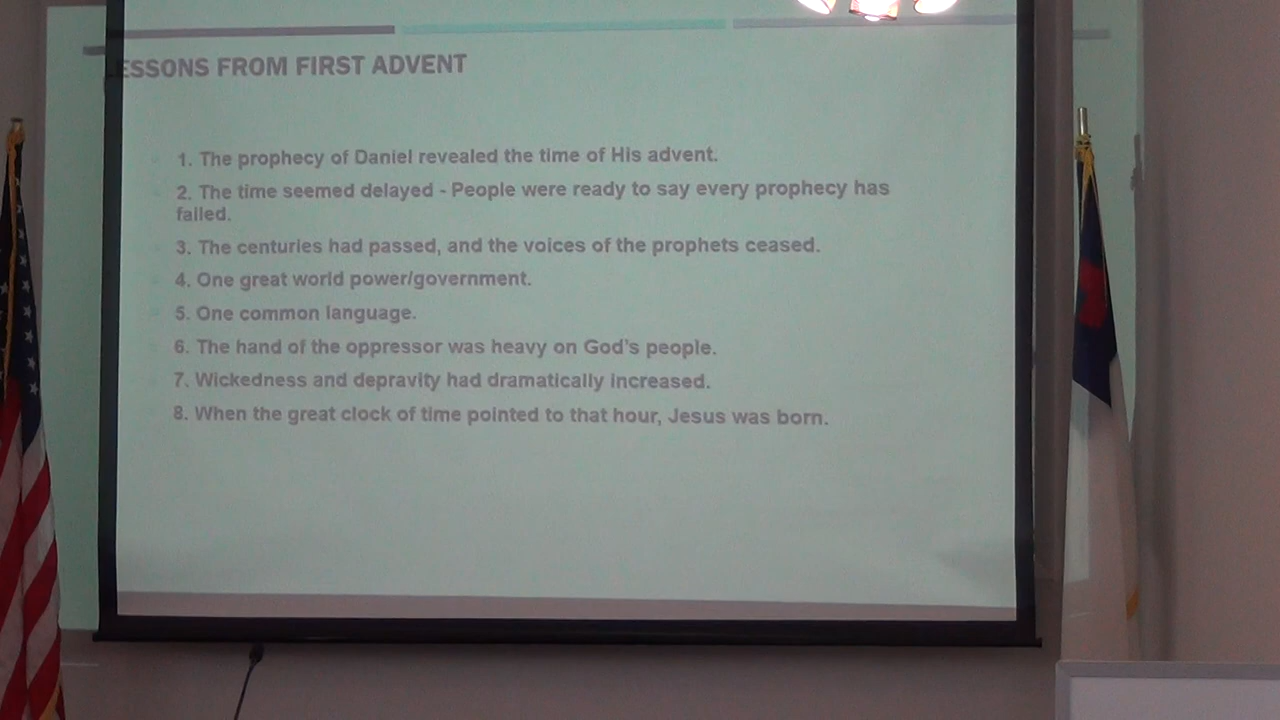 LESSONS FROM FIRST ADVENT
1. The prophecy of Daniel revealed the time of His advent.
2. The time seemed delayed - People were ready to say every prophecy has
failed.
3. The centuries had passed, and the voices of the prophets ceased.
4. One great world power/government.
5. One common language.
6. The hand of the oppressor was heavy on God's people.
7. Wickedness and depravity had dramatically increased.
8. When the great clock of time pointed to that hour, Jesus was born.